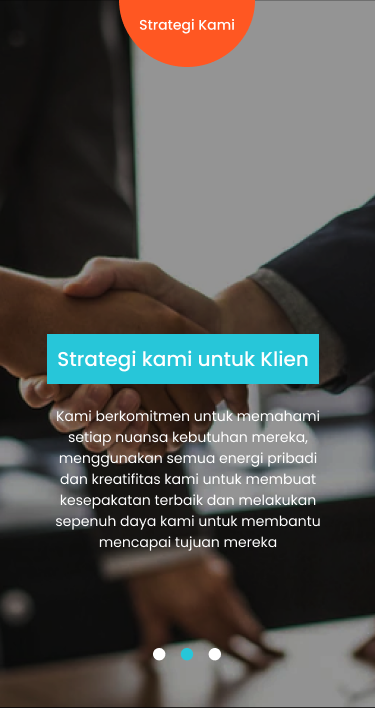 Strategi Kami
Strategi kami untuk Klien
Kami berkomitmen untuk memahami
setiap nuansa kebutuhan mereka,
menggunakan semua energi pribadi
dan kreatifitas kami untuk membuat
kesepakatan terbaik dan melakukan
sepenuh daya kami untuk membantu
mencapai tujuan mereka